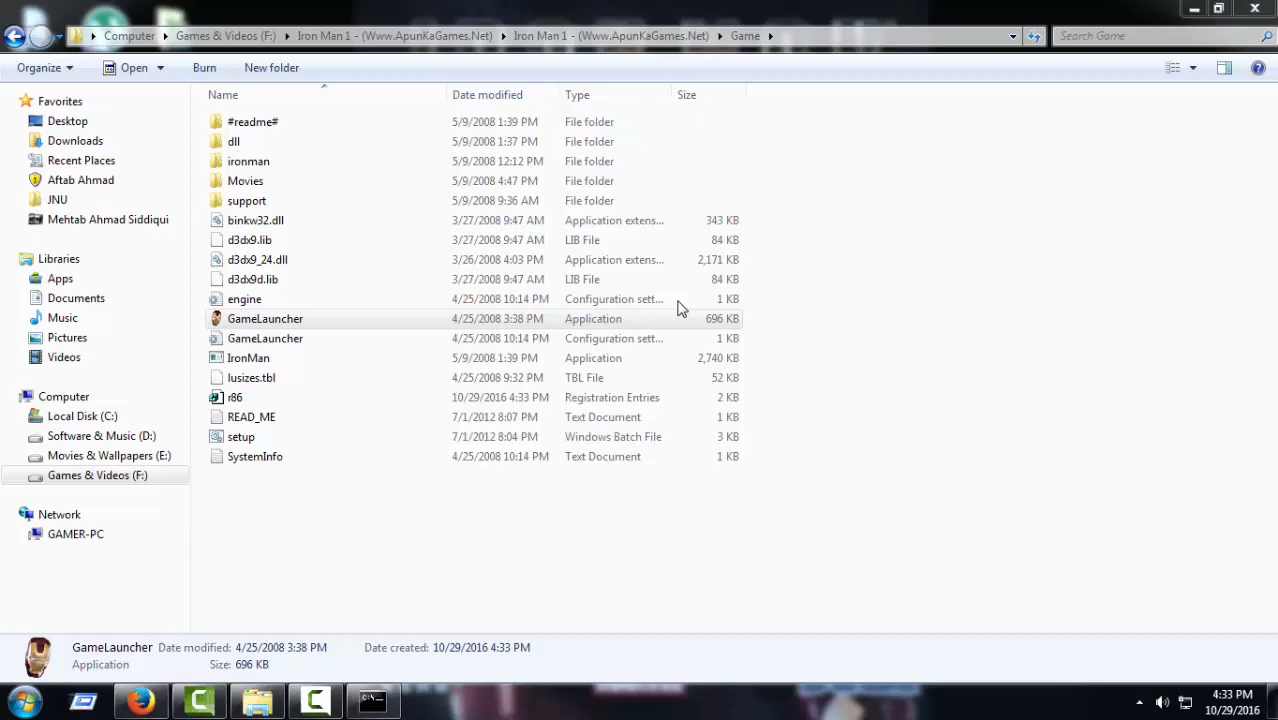 Computer Games & Videos (F:) Iron Man 1 - (Www.ApunKaGames.Net) Iron Man 1 - (Www.ApunKaGames.Net) Game Search Game
Organize Open Burn New folder
Name Date modified Type Size
Favorites
Desktop
Downloads
Recent Places
Aftab Ahmad
JNU
Mehtab Ahmad Siddiqui
Libraries
Apps
Documents
Music
Pictures
Videos
Computer
Local Disk (C:)
Software & Music (D:)
Movies & Wallpapers (E:)
Games & Videos (F:)
Network
GAMER-PC
#readme# 5/9/2008 1:39 PM File folder
dll 5/9/2008 1:37 PM File folder
ironman 5/9/2008 12:12 PM File folder
Movies 5/9/2008 4:47 PM File folder
support 5/9/2008 9:36 AM File folder
binkw32.dll 3/27/2008 9:47 AM Application extens... 343 KB
d3dx9.lib 3/27/2008 9:47 AM LIB File 84 KB
d3dx9_24.dll 3/26/2008 4:03 PM Application extens... 2,171 KB
d3dx9d.lib 3/27/2008 9:47 AM LIB File 84 KB
engine 4/25/2008 10:14 PM Configuration sett... 1 KB
GameLauncher 4/25/2008 3:38 PM Application 696 KB
GameLauncher 4/25/2008 10:14 PM Configuration sett... 1 KB
IronMan 5/9/2008 1:39 PM Application 2,740 KB
lusizes.tbl 4/25/2008 9:32 PM TBL File 52 KB
r86 10/29/2016 4:33 PM Registration Entries 2 KB
READ_ME 7/1/2012 8:07 PM Text Document 1 KB
setup 7/1/2012 8:04 PM Windows Batch File 3 KB
SystemInfo 4/25/2008 10:14 PM Text Document 1 KB
GameLauncher Date modified: 4/25/2008 3:38 PM Date created: 10/29/2016 4:33 PM
Application Size: 696 KB
4:33 PM
10/29/2016